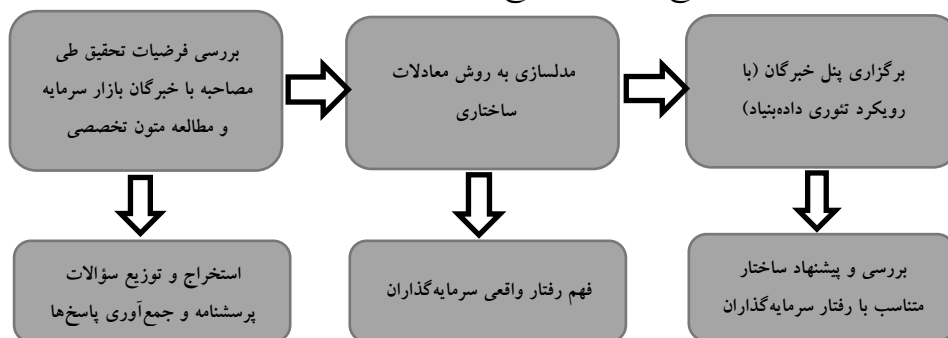 بررسی فرضیات تحقیق طی
مصاحبه با خبرگان بازار سرمایه
و مطالعه متون تخصصی
مدلسازی به روش معادلات
ساختاری
برگزاری پنل خبرگان (با
رویکرد تئوری داده‌بنیاد)
استخراج و توزیع سؤالات
پرسشنامه و جمع‌آوری پاسخ‌ها
فهم رفتار واقعی سرمایه‌گذاران
بررسی و پیشنهاد ساختار
متناسب با رفتار سرمایه‌گذاران